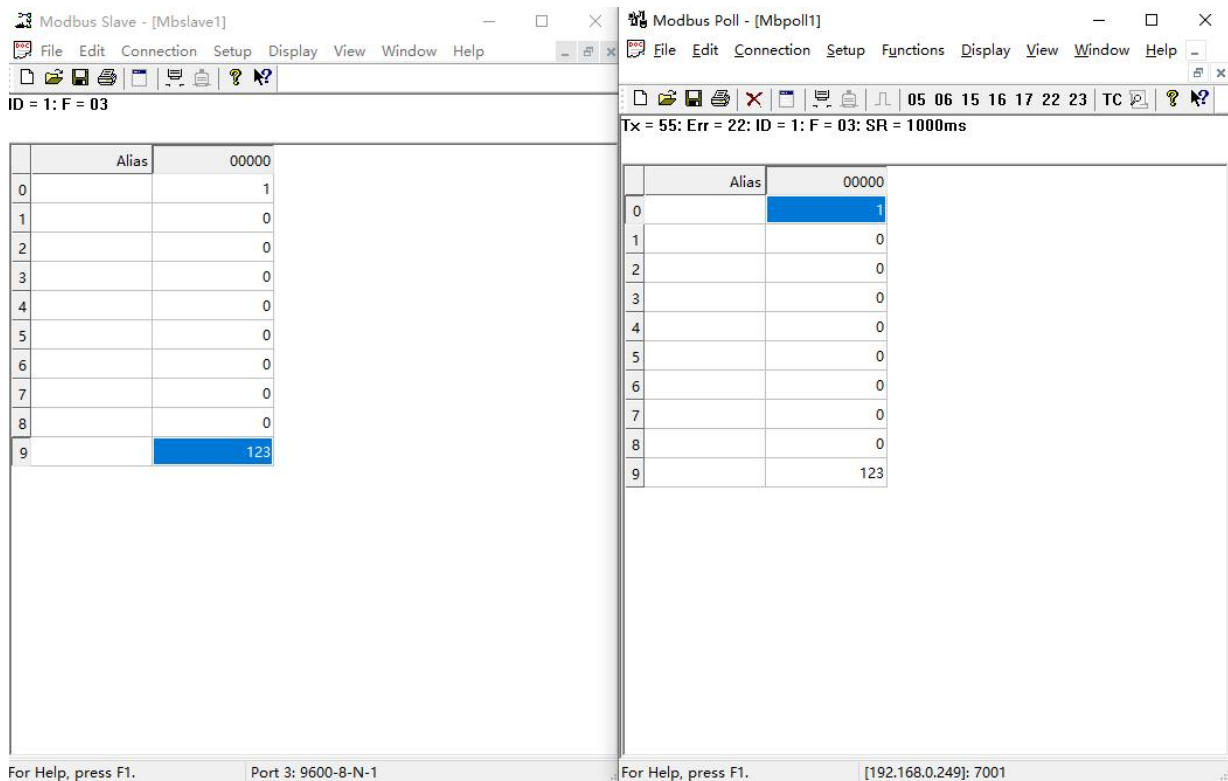 Modbus Slave - [Mbslave1]
File Edit Connection Setup Display View Window Help
ID = 1: F = 03
Alias 00000
0 1
1 0
2 0
3 0
4 0
5 0
6 0
7 0
8 0
9 123
For Help, press F1. Port 3: 9600-8-N-1
Modbus Poll - [Mbpoll1]
File Edit Connection Setup Functions Display View Window Help
05 06 15 16 17 22 23 TC
Tx = 55: Err = 22: ID = 1: F = 03: SR = 1000ms
Alias 00000
0 1
1 0
2 0
3 0
4 0
5 0
6 0
7 0
8 0
9 123
For Help, press F1. [192.168.0.249]: 7001